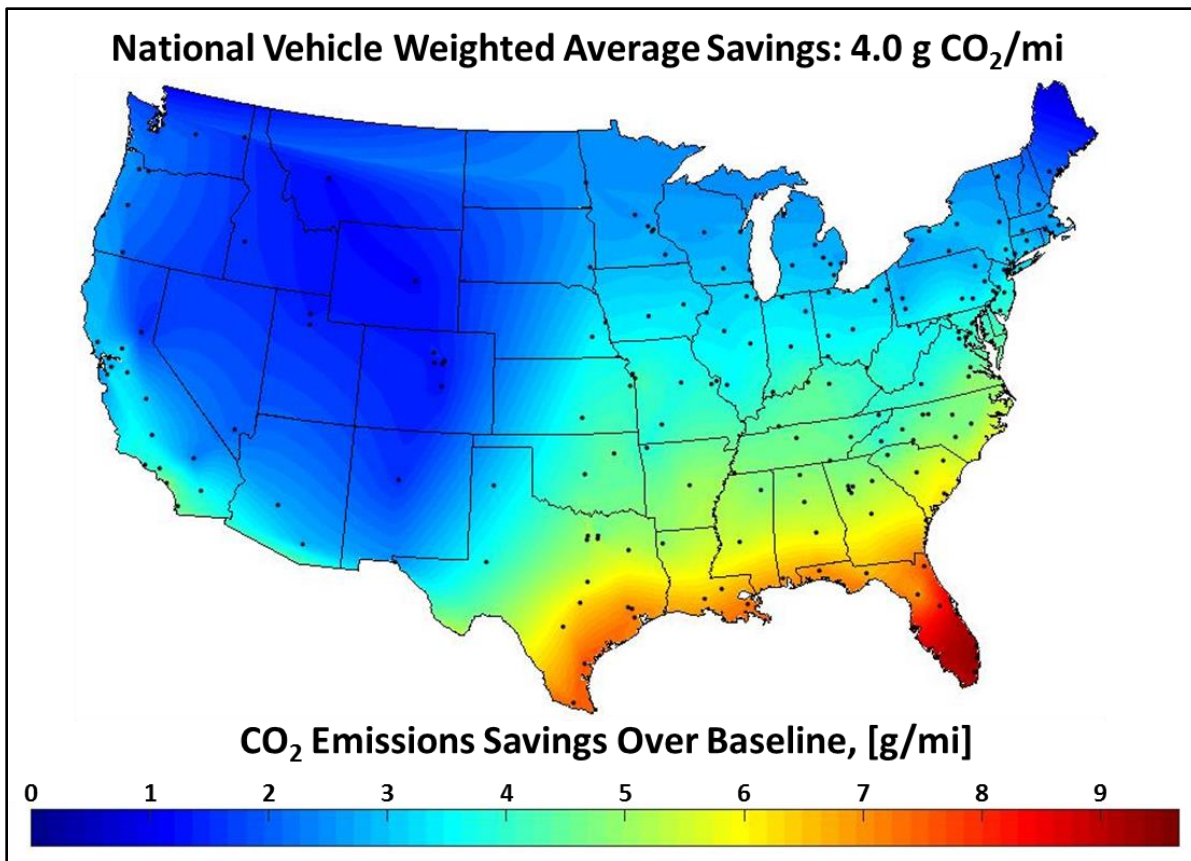 National Vehicle Weighted Average Savings: 4.0 g CO₂/mi
CO₂ Emissions Savings Over Baseline, [g/mi]
0 1 2 3 4 5 6 7 8 9